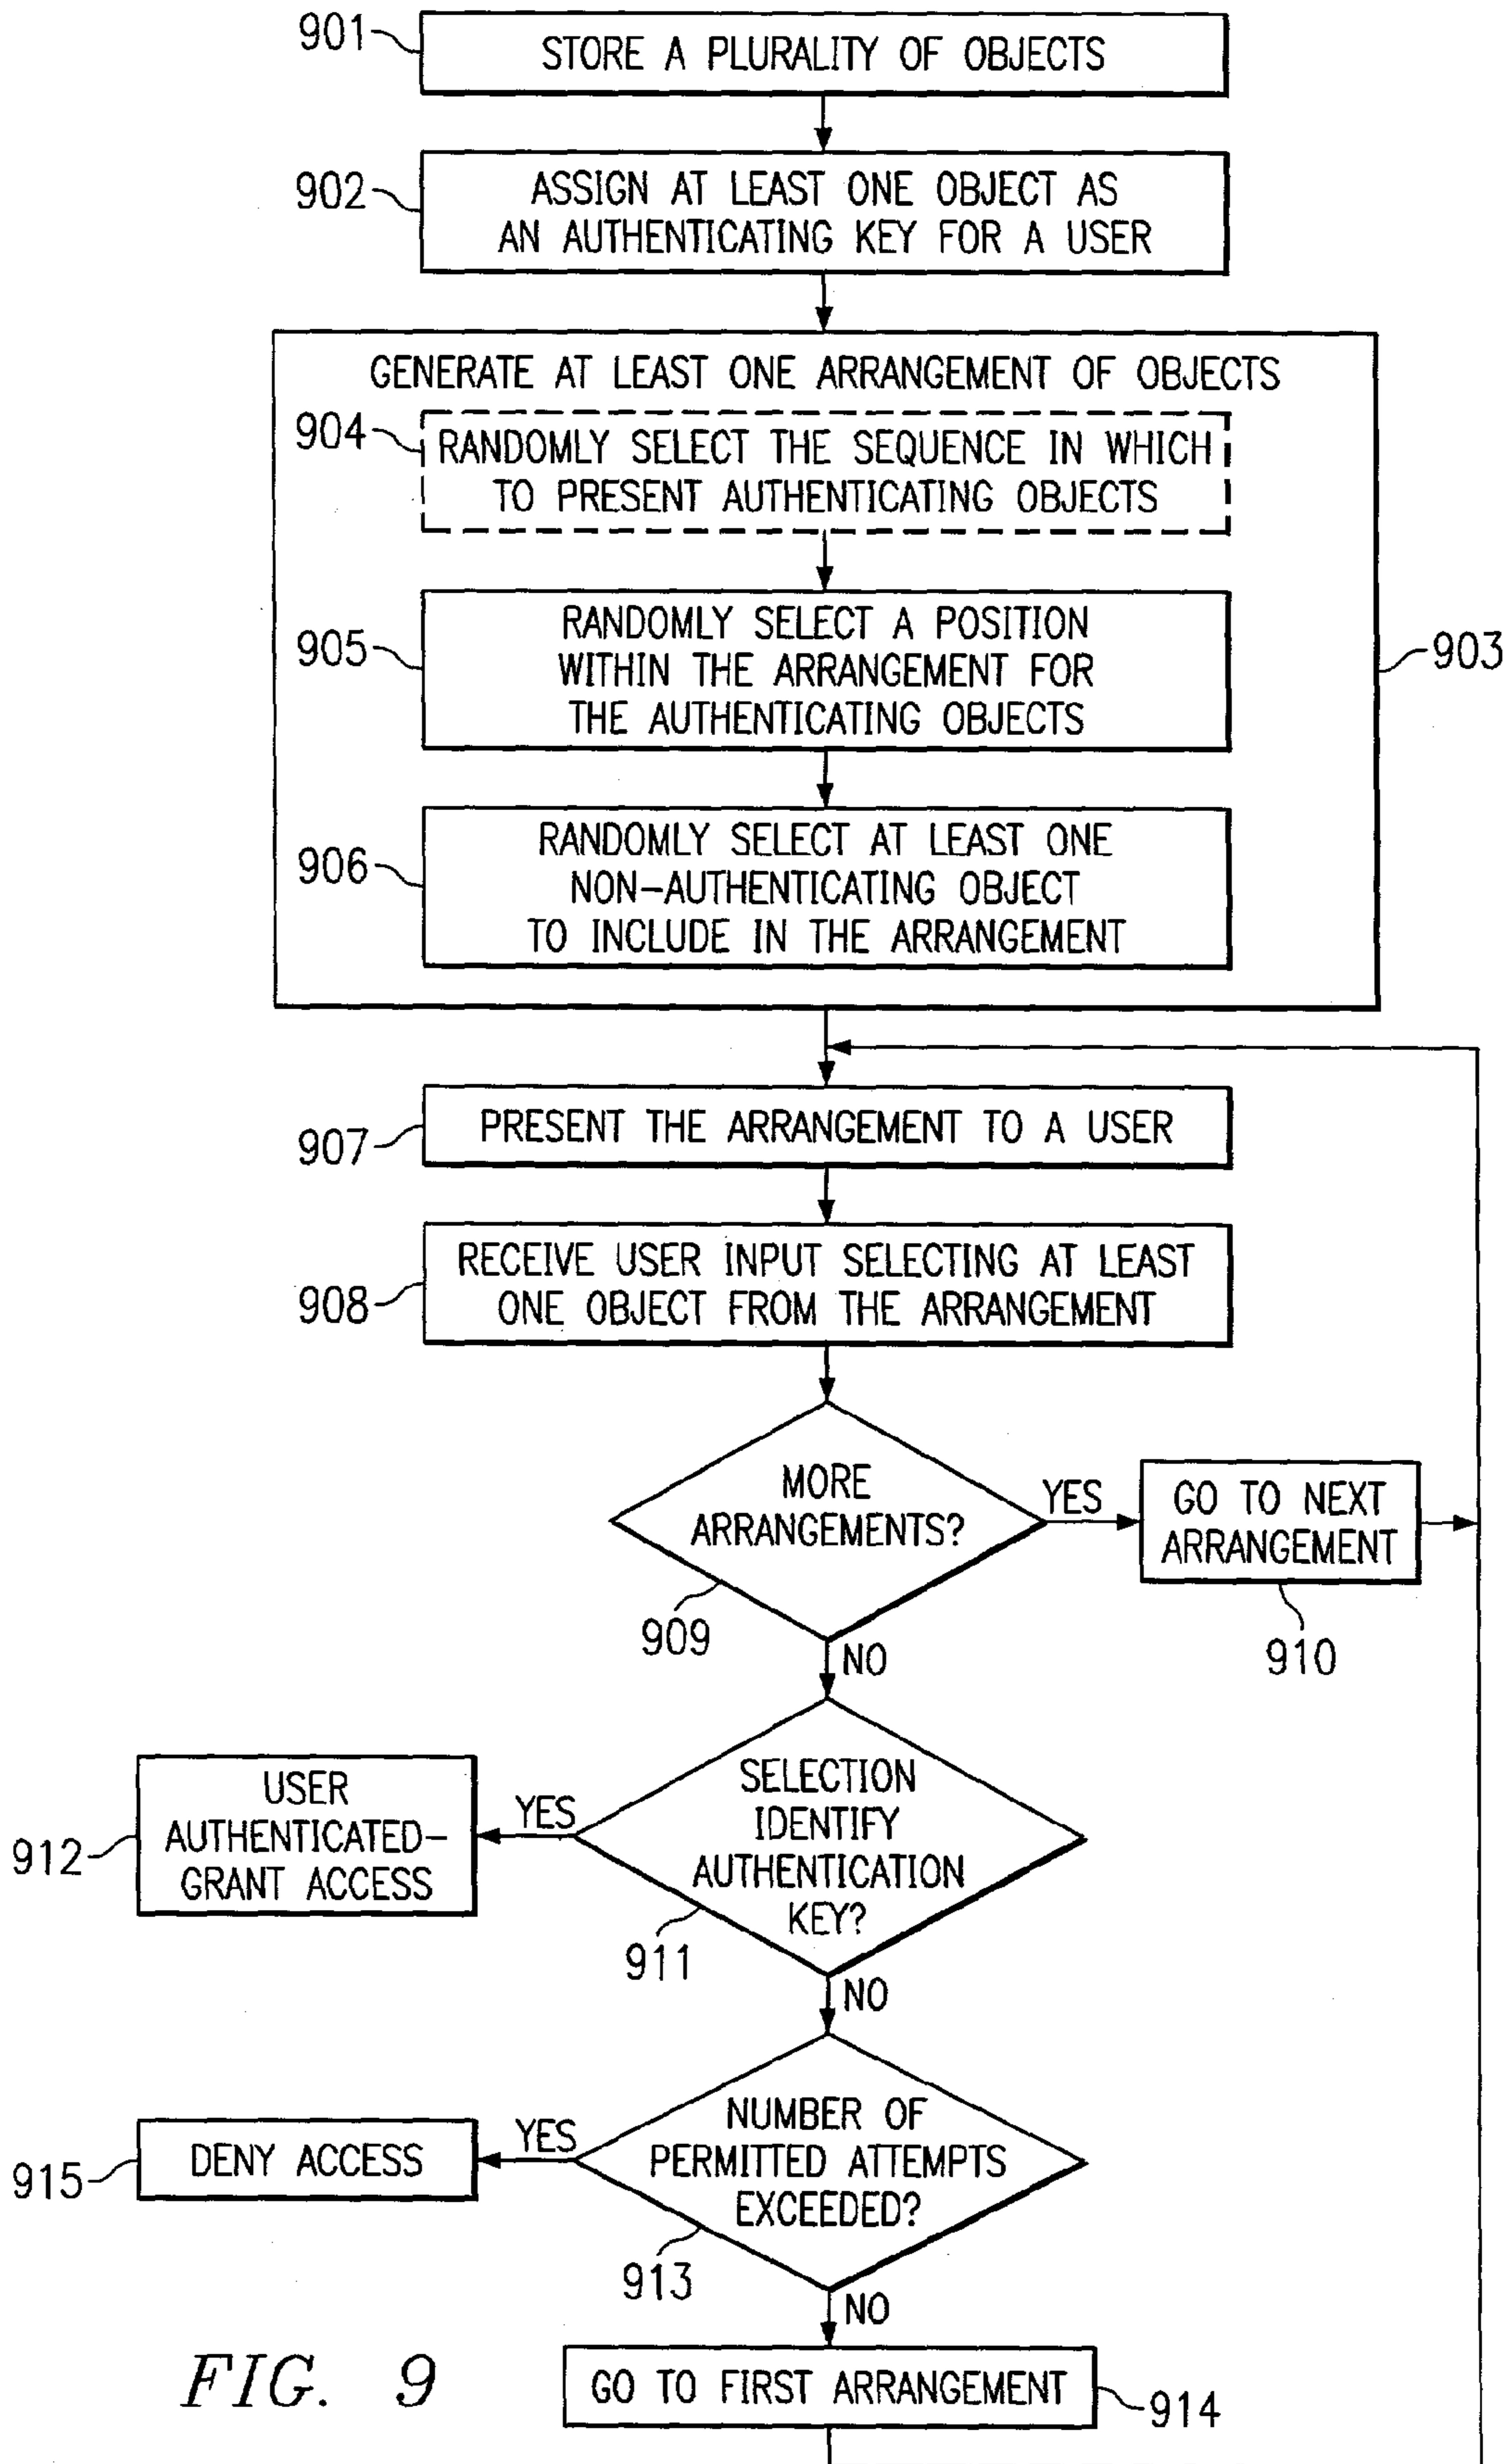 901
STORE A PLURALITY OF OBJECTS
902
ASSIGN AT LEAST ONE OBJECT AS
AN AUTHENTICATING KEY FOR A USER
GENERATE AT LEAST ONE ARRANGEMENT OF OBJECTS
904
RANDOMLY SELECT THE SEQUENCE IN WHICH
TO PRESENT AUTHENTICATING OBJECTS
905
RANDOMLY SELECT A POSITION
WITHIN THE ARRANGEMENT FOR
THE AUTHENTICATING OBJECTS
903
906
RANDOMLY SELECT AT LEAST ONE
NON-AUTHENTICATING OBJECT
TO INCLUDE IN THE ARRANGEMENT
907
PRESENT THE ARRANGEMENT TO A USER
908
RECEIVE USER INPUT SELECTING AT LEAST
ONE OBJECT FROM THE ARRANGEMENT
MORE
ARRANGEMENTS?
909
YES
GO TO NEXT
ARRANGEMENT
910
NO
SELECTION
IDENTIFY
AUTHENTICATION
KEY?
911
YES
USER
AUTHENTICATED-
GRANT ACCESS
912
NO
NUMBER OF
PERMITTED ATTEMPTS
EXCEEDED?
913
YES
DENY ACCESS
915
NO
GO TO FIRST ARRANGEMENT
914
FIG. 9